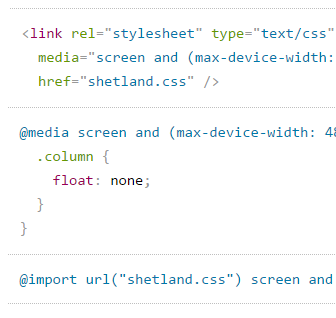 <link rel="stylesheet" type="text/css"
media="screen and (max-device-width:
href="shetland.css" />
@media screen and (max-device-width: 48
.column {
float: none;
}
}
@import url("shetland.css") screen and